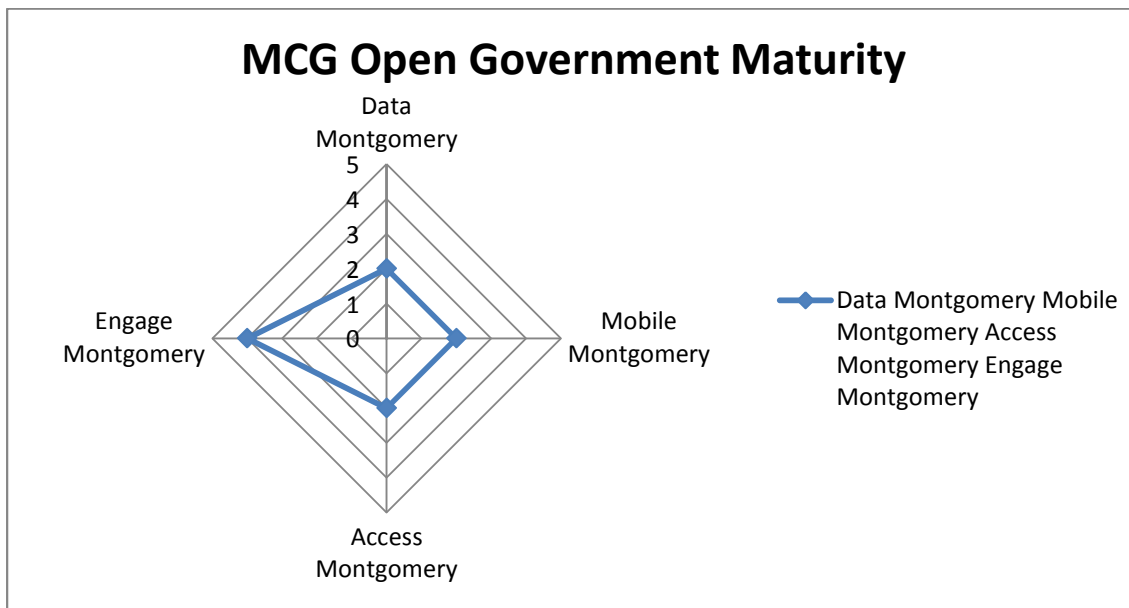 MCG Open Government Maturity
Data
Montgomery
5
4
3
2
1
0
Engage
Montgomery
Mobile
Montgomery
Access
Montgomery
Data Montgomery Mobile
Montgomery Access
Montgomery Engage
Montgomery